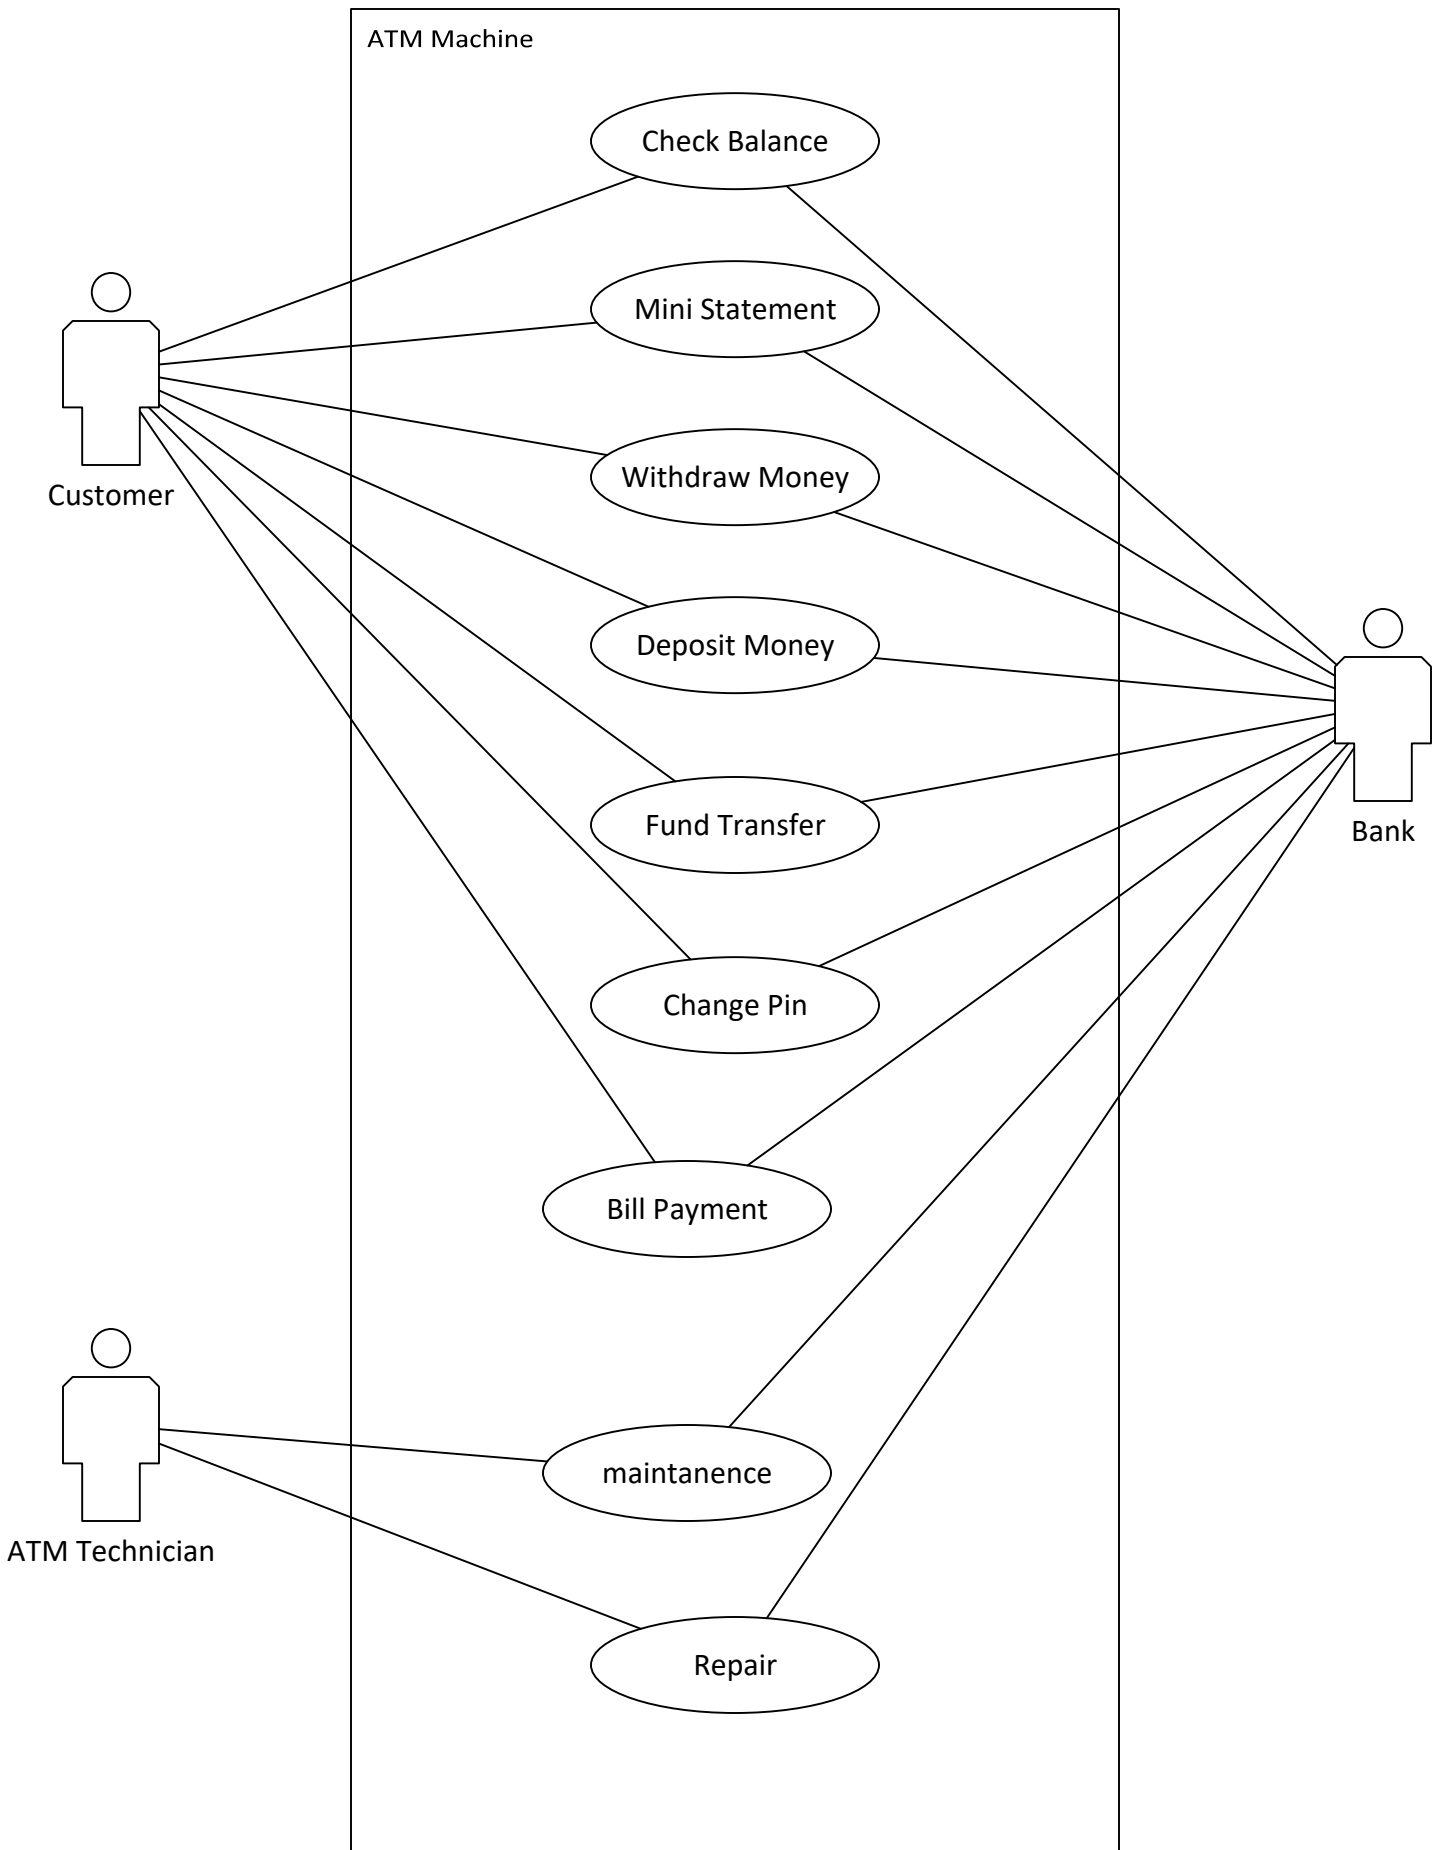 ATM Machine
Check Balance
Mini Statement
Withdraw Money
Customer
Deposit Money
Fund Transfer
Bank
Change Pin
Bill Payment
maintanence
ATM Technician
Repair